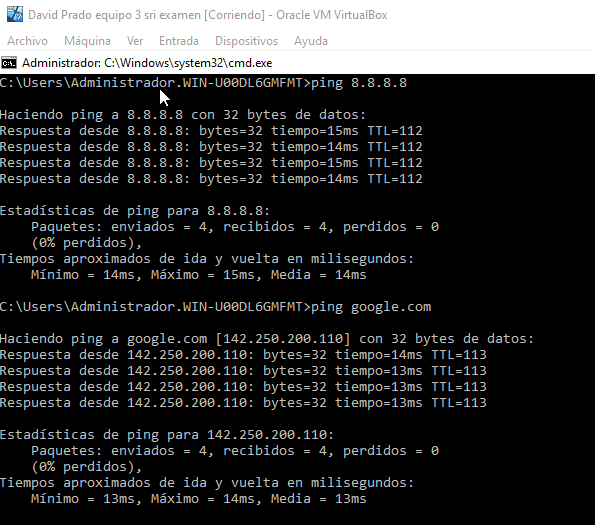 David Prado equipo 3 sri examen [Corriendo] - Oracle VM VirtualBox
Archivo Máquina Ver Entrada Dispositivos Ayuda
Administrador: C:\Windows\system32\cmd.exe
C:\Users\Administrador.WIN-U00DL6GMFMT>ping 8.8.8.8
Haciendo ping a 8.8.8.8 con 32 bytes de datos:
Respuesta desde 8.8.8.8: bytes=32 tiempo=15ms TTL=112
Respuesta desde 8.8.8.8: bytes=32 tiempo=14ms TTL=112
Respuesta desde 8.8.8.8: bytes=32 tiempo=15ms TTL=112
Respuesta desde 8.8.8.8: bytes=32 tiempo=14ms TTL=112
Estadísticas de ping para 8.8.8.8:
Paquetes: enviados = 4, recibidos = 4, perdidos = 0
(0% perdidos),
Tiempos aproximados de ida y vuelta en milisegundos:
Mínimo = 14ms, Máximo = 15ms, Media = 14ms
C:\Users\Administrador.WIN-U00DL6GMFMT>ping google.com
Haciendo ping a google.com [142.250.200.110] con 32 bytes de datos:
Respuesta desde 142.250.200.110: bytes=32 tiempo=14ms TTL=113
Respuesta desde 142.250.200.110: bytes=32 tiempo=13ms TTL=113
Respuesta desde 142.250.200.110: bytes=32 tiempo=13ms TTL=113
Respuesta desde 142.250.200.110: bytes=32 tiempo=13ms TTL=113
Estadísticas de ping para 142.250.200.110:
Paquetes: enviados = 4, recibidos = 4, perdidos = 0
(0% perdidos),
Tiempos aproximados de ida y vuelta en milisegundos:
Mínimo = 13ms, Máximo = 14ms, Media = 13ms